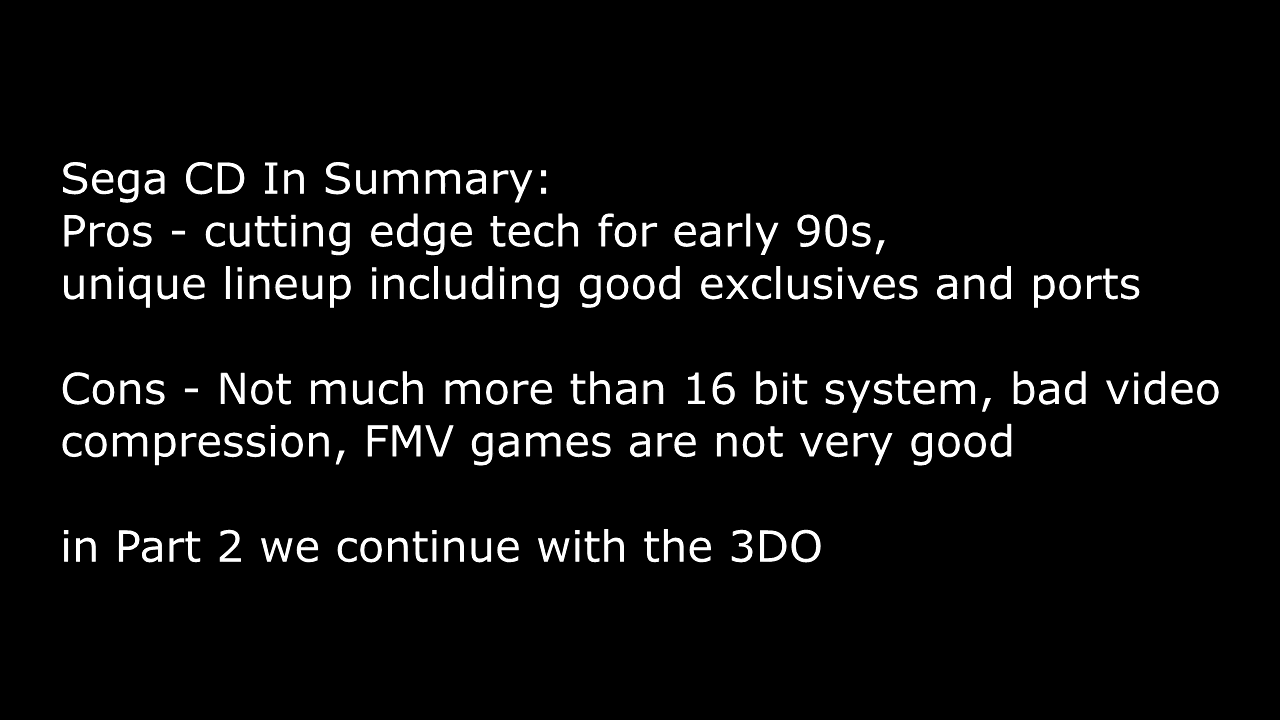 Sega CD In Summary:
Pros - cutting edge tech for early 90s,
unique lineup including good exclusives and ports
Cons - Not much more than 16 bit system, bad video
compression, FMV games are not very good
in Part 2 we continue with the 3DO